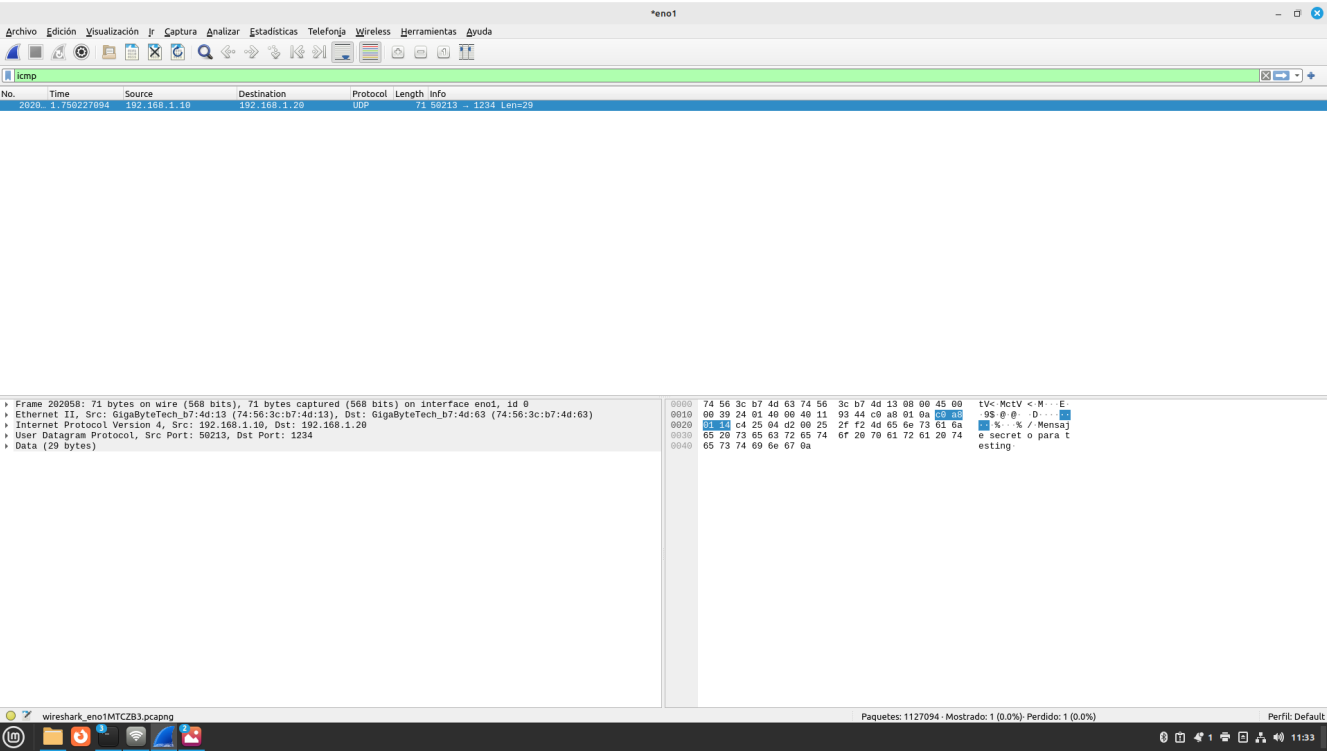 *eno1
Archivo Edición Visualización Ir Captura Analizar Estadísticas Telefonía Wireless Herramientas Ayuda
icmp
No. Time Source Destination Protocol Length Info
2020… 1.750227094 192.168.1.10 192.168.1.20 UDP 71 50213 → 1234 Len=29
Frame 202058: 71 bytes on wire (568 bits), 71 bytes captured (568 bits) on interface eno1, id 0
Ethernet II, Src: GigaByteTech_b7:4d:13 (74:56:3c:b7:4d:13), Dst: GigaByteTech_b7:4d:63 (74:56:3c:b7:4d:63)
Internet Protocol Version 4, Src: 192.168.1.10, Dst: 192.168.1.20
User Datagram Protocol, Src Port: 50213, Dst Port: 1234
Data (29 bytes)
0000 74 56 3c b7 4d 63 74 56 3c b7 4d 13 08 00 45 00 tV<·MctV <·M···E·
0010 00 39 24 01 40 00 40 11 93 44 c0 a8 01 0a c0 a8 ·9$·@·@· ·D······
0020 01 14 c4 25 04 d2 00 25 2f f2 4d 65 6e 73 61 6a ···%···% /·Mensaj
0030 65 20 73 65 63 72 65 74 6f 20 70 61 72 61 20 74 e secret o para t
0040 65 73 74 69 6e 67 0a esting·
wireshark_eno1MTCZB3.pcapng Paquetes: 1127094 · Mostrado: 1 (0.0%)· Perdido: 1 (0.0%) Perfil: Default
3 2 1 11:33